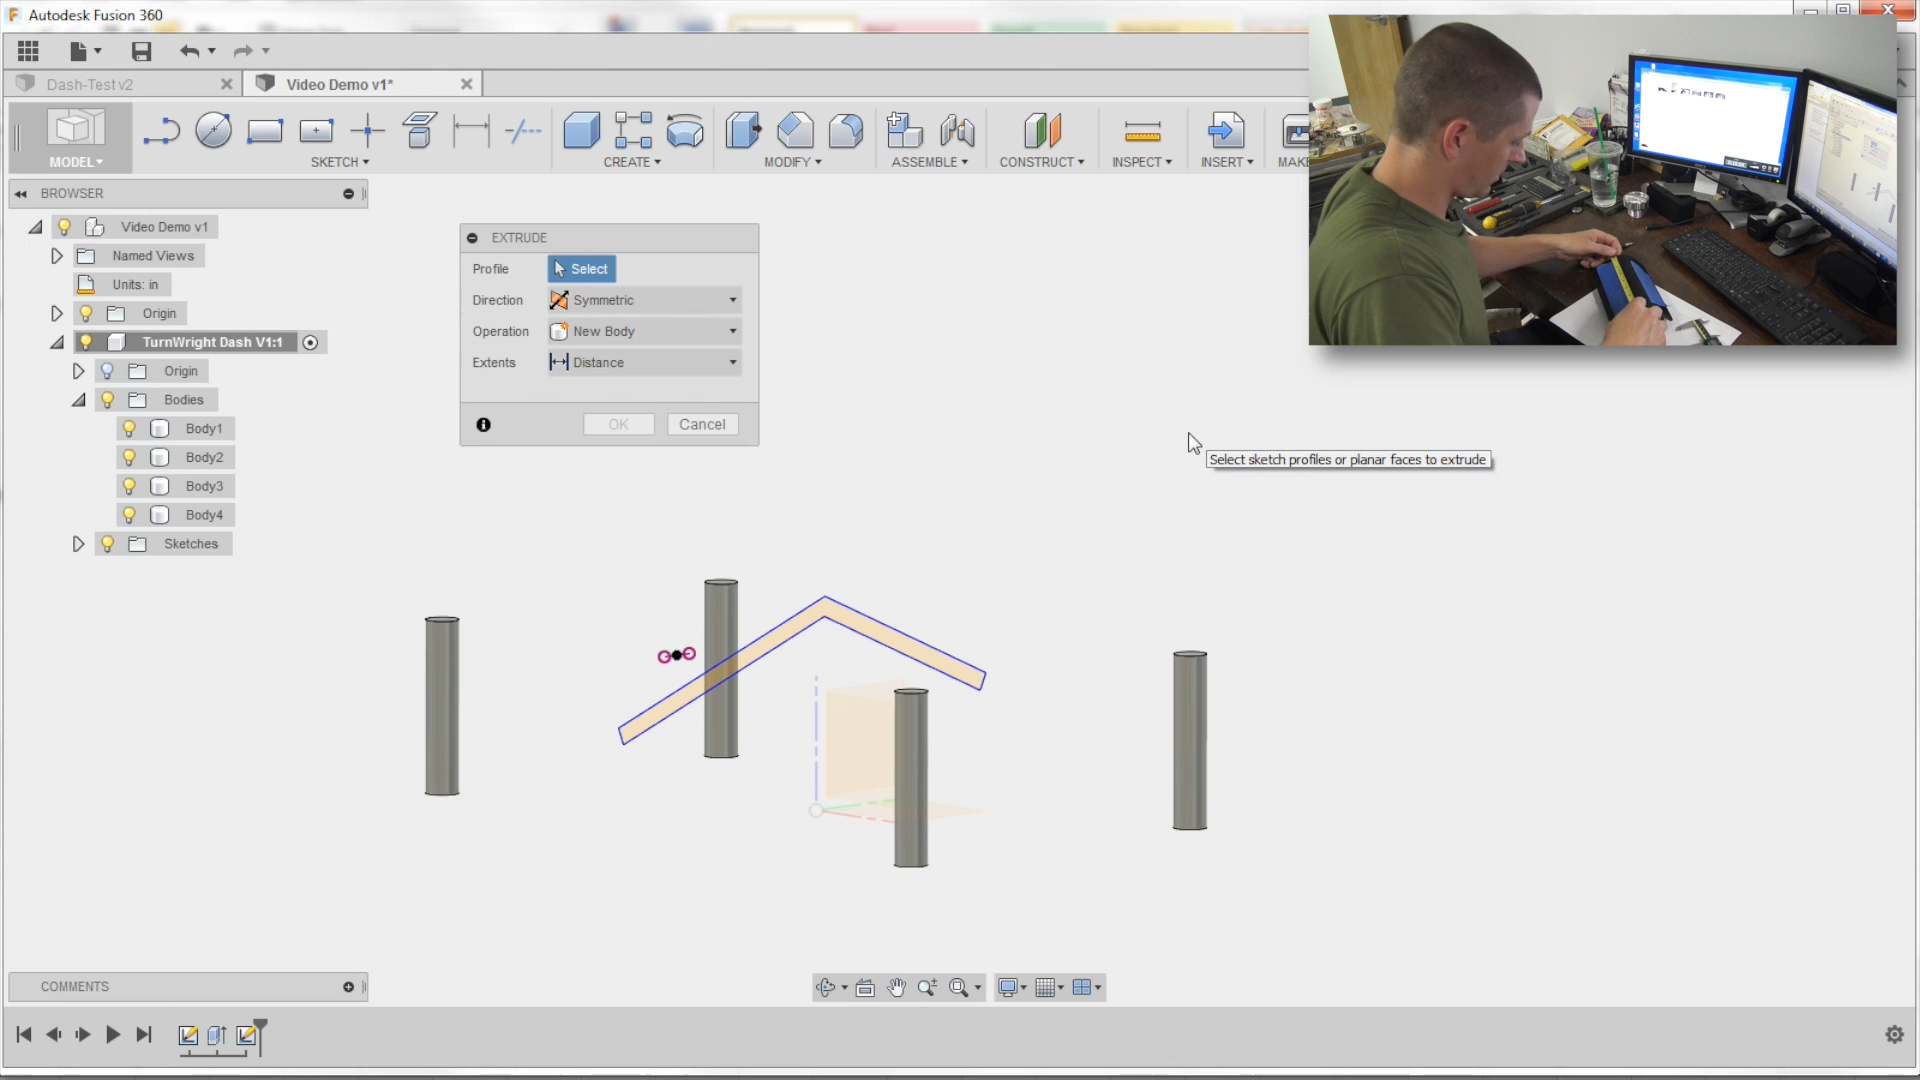 Autodesk Fusion 360
Dash-Test v2
Video Demo v1*
MODEL
SKETCH
CREATE
MODIFY
ASSEMBLE
CONSTRUCT
INSPECT
INSERT
BROWSER
Video Demo v1
Named Views
Units: in
Origin
TurnWright Dash V1:1
Origin
Bodies
Body1
Body2
Body3
Body4
Sketches
EXTRUDE
Profile Select
Direction Symmetric
Operation New Body
Extents Distance
OK Cancel
Select sketch profiles or planar faces to extrude
COMMENTS